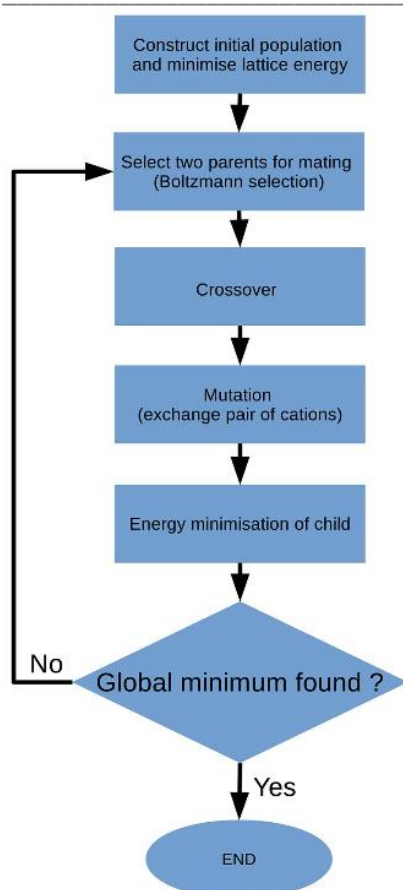 Construct initial population
and minimise lattice energy
Select two parents for mating
(Boltzmann selection)
Crossover
Mutation
(exchange pair of cations)
Energy minimisation of child
No
Global minimum found ?
Yes
END